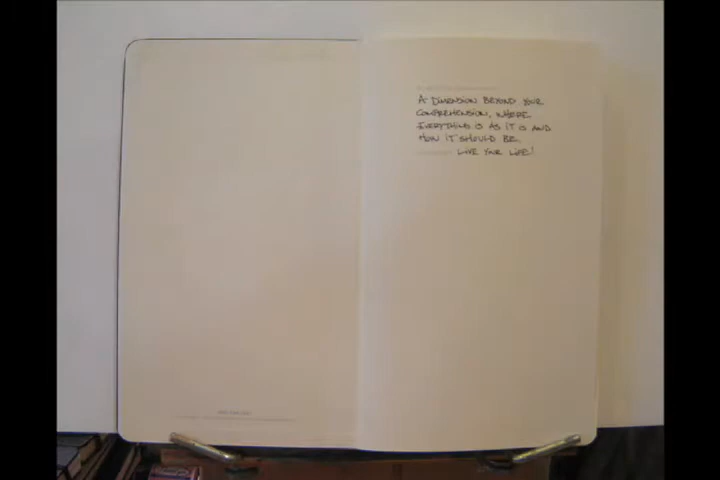 A DIMENSION BEYOND YOUR
COMPREHENSION, WHERE
EVERYTHING IS AS IT IS AND
HOW IT SHOULD BE.
LIVE YOUR LIFE!